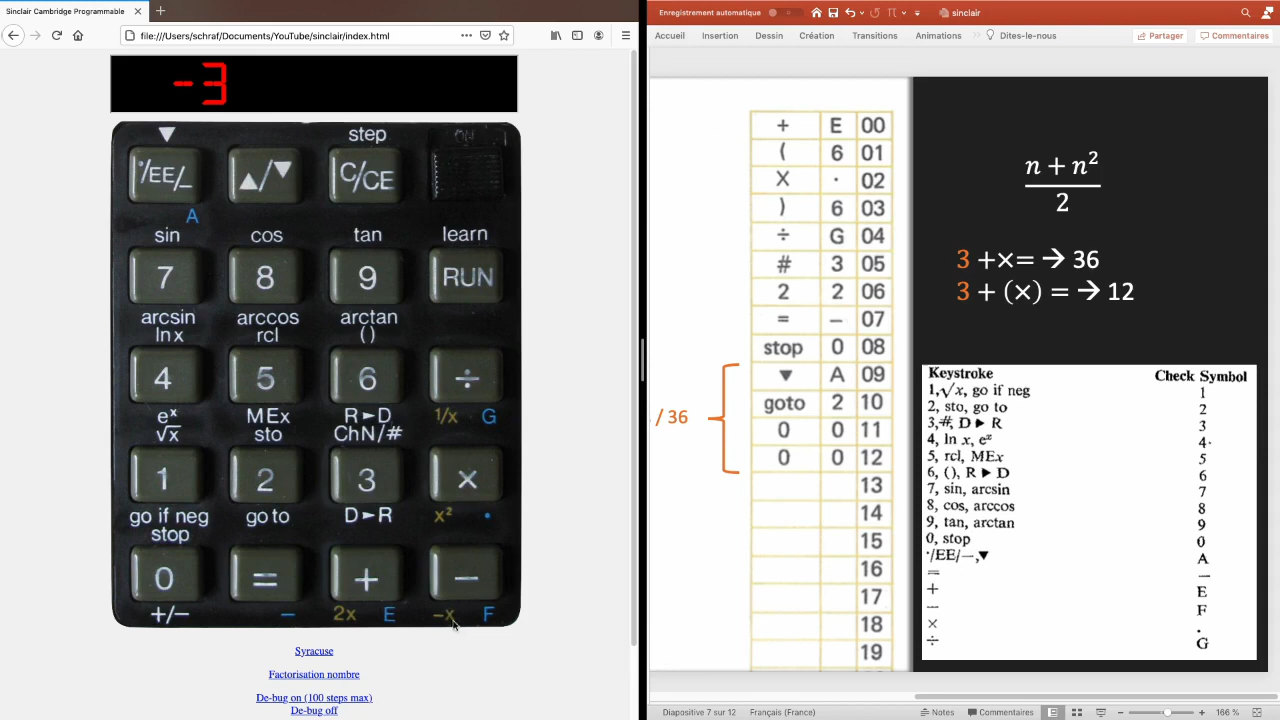 Sinclair Cambridge Programmable
file:///Users/schraf/Documents/YouTube/sinclair/index.html
-3
▼ step ON
·/EE/_ ▲/▼ C/CE
A
sin cos tan learn
7 8 9 RUN
arcsin arccos arctan
ln x rcl ( )
4 5 6 ÷
eˣ MEx R►D 1/x G
√x sto ChN/#
1 2 3 ×
go if neg go to D►R x² ·
stop
0 = + −
+/− − 2x E −x F
Syracuse
Factorisation nombre
De-bug on (100 steps max)
De-bug off
Enregistrement automatique sinclair
Accueil Insertion Dessin Création Transitions Animations Dites-le-nous Partager Commentaires
+ E 00
( 6 01
X · 02
) 6 03
÷ G 04
# 3 05
2 2 06
= − 07
stop 0 08
▼ A 09
goto 2 10
0 0 11
0 0 12
13
14
15
16
17
18
19
/ 36
n + n²
2
3 +×= → 36
3 + (×) = → 12
Keystroke Check Symbol
1,√x, go if neg 1
2, sto, go to 2
3,#, D ► R 3
4, ln x, eˣ 4
5, rcl, MEx 5
6, (), R ► D 6
7, sin, arcsin 7
8, cos, arccos 8
9, tan, arctan 9
0, stop 0
·/EE/−,▼ A
= −
+ E
− F
× ·
÷ G
Diapositive 7 sur 12 Français (France) Notes Commentaires 166 %